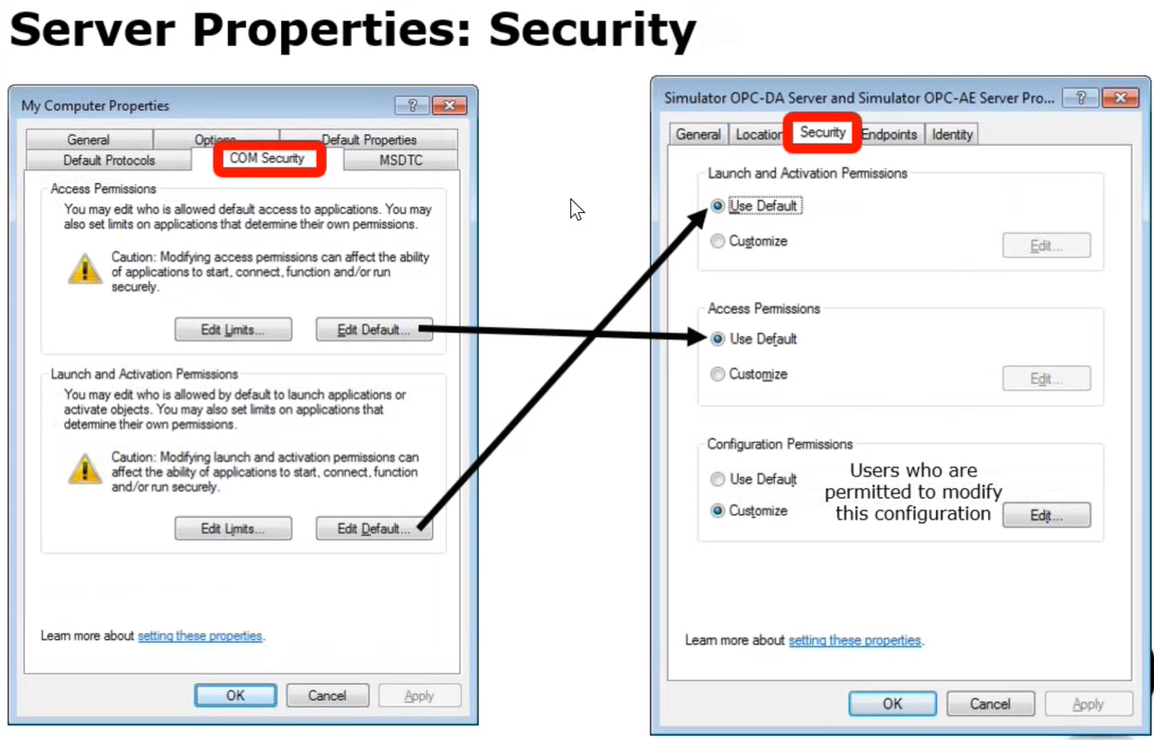 Server Properties: Security
My Computer Properties
General
Options
Default Properties
Default Protocols
COM Security
MSDTC
Access Permissions
You may edit who is allowed default access to applications. You may
also set limits on applications that determine their own permissions.
Caution: Modifying access permissions can affect the ability
of applications to start, connect, function and/or run
securely.
Edit Limits...
Edit Default...
Launch and Activation Permissions
You may edit who is allowed by default to launch applications or
activate objects. You may also set limits on applications that
determine their own permissions.
Caution: Modifying launch and activation permissions can
affect the ability of applications to start, connect, function
and/or run securely.
Edit Limits...
Edit Default...
Learn more about setting these properties.
OK
Cancel
Apply
Simulator OPC-DA Server and Simulator OPC-AE Server Pro...
General
Location
Security
Endpoints
Identity
Launch and Activation Permissions
Use Default
Customize
Edit...
Access Permissions
Use Default
Customize
Edit...
Configuration Permissions
Use Default
Customize
Users who are
permitted to modify
this configuration
Edit...
Learn more about setting these properties.
OK
Cancel
Apply